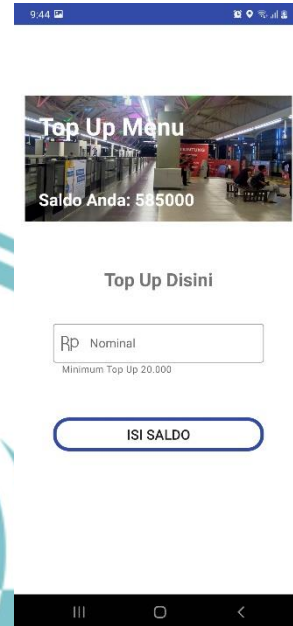 9:44
Top Up Menu
Saldo Anda: 585000
Top Up Disini
Rp Nominal
Minimum Top Up 20.000
ISI SALDO